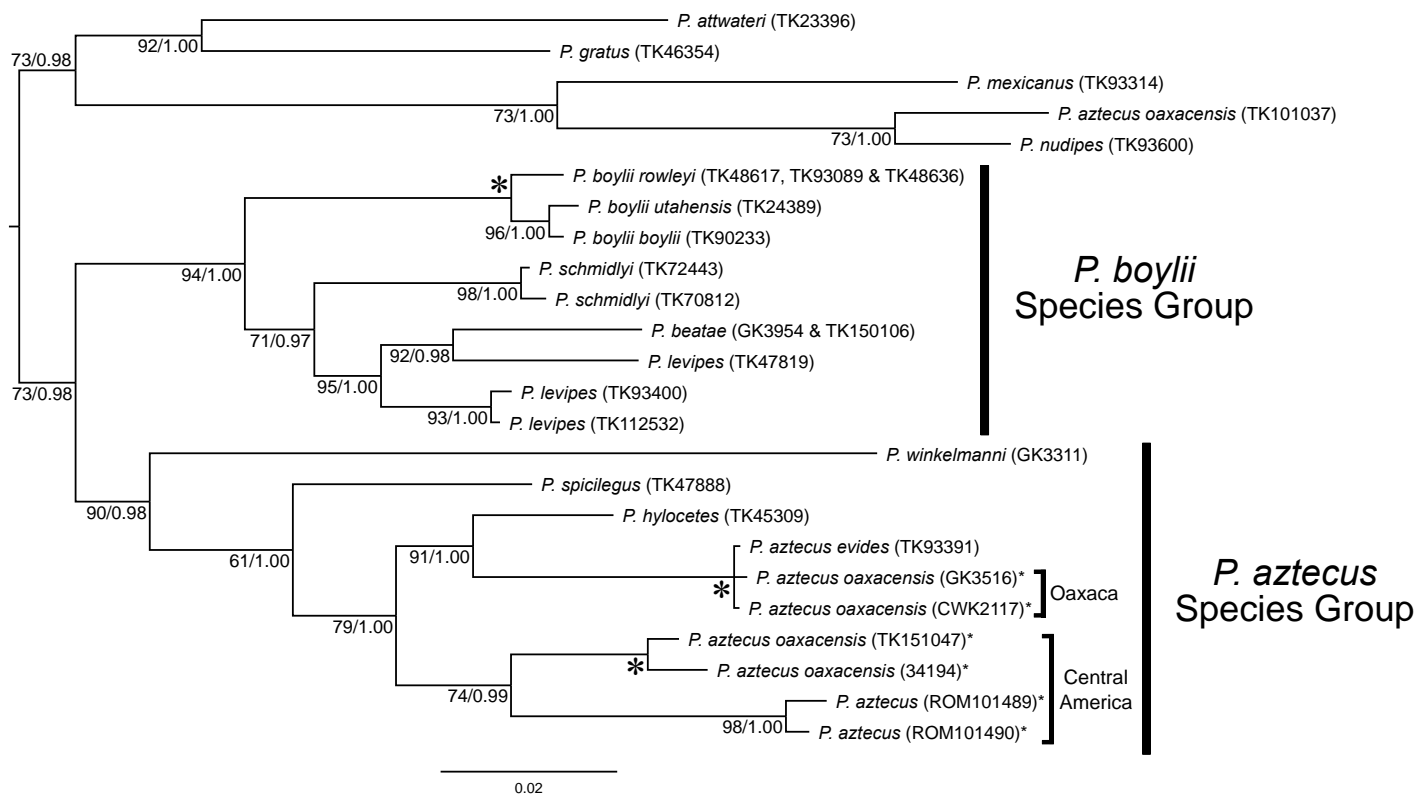 P. attwateri (TK23396)
92/1.00
P. gratus (TK46354)
73/0.98
P. mexicanus (TK93314)
73/1.00
P. aztecus oaxacensis (TK101037)
73/1.00
P. nudipes (TK93600)
*
P. boylii rowleyi (TK48617, TK93089 & TK48636)
P. boylii utahensis (TK24389)
96/1.00
P. boylii boylii (TK90233)
94/1.00
P. schmidlyi (TK72443)
98/1.00
P. schmidlyi (TK70812)
71/0.97
P. beatae (GK3954 & TK150106)
92/0.98
P. levipes (TK47819)
95/1.00
P. levipes (TK93400)
93/1.00
P. levipes (TK112532)
P. boylii
Species Group
73/0.98
P. winkelmanni (GK3311)
90/0.98
P. spicilegus (TK47888)
61/1.00
P. hylocetes (TK45309)
91/1.00
P. aztecus evides (TK93391)
*
P. aztecus oaxacensis (GK3516)*
P. aztecus oaxacensis (CWK2117)*
Oaxaca
79/1.00
P. aztecus oaxacensis (TK151047)*
*
P. aztecus oaxacensis (34194)*
74/0.99
P. aztecus (ROM101489)*
98/1.00
P. aztecus (ROM101490)*
Central
America
P. aztecus
Species Group
0.02